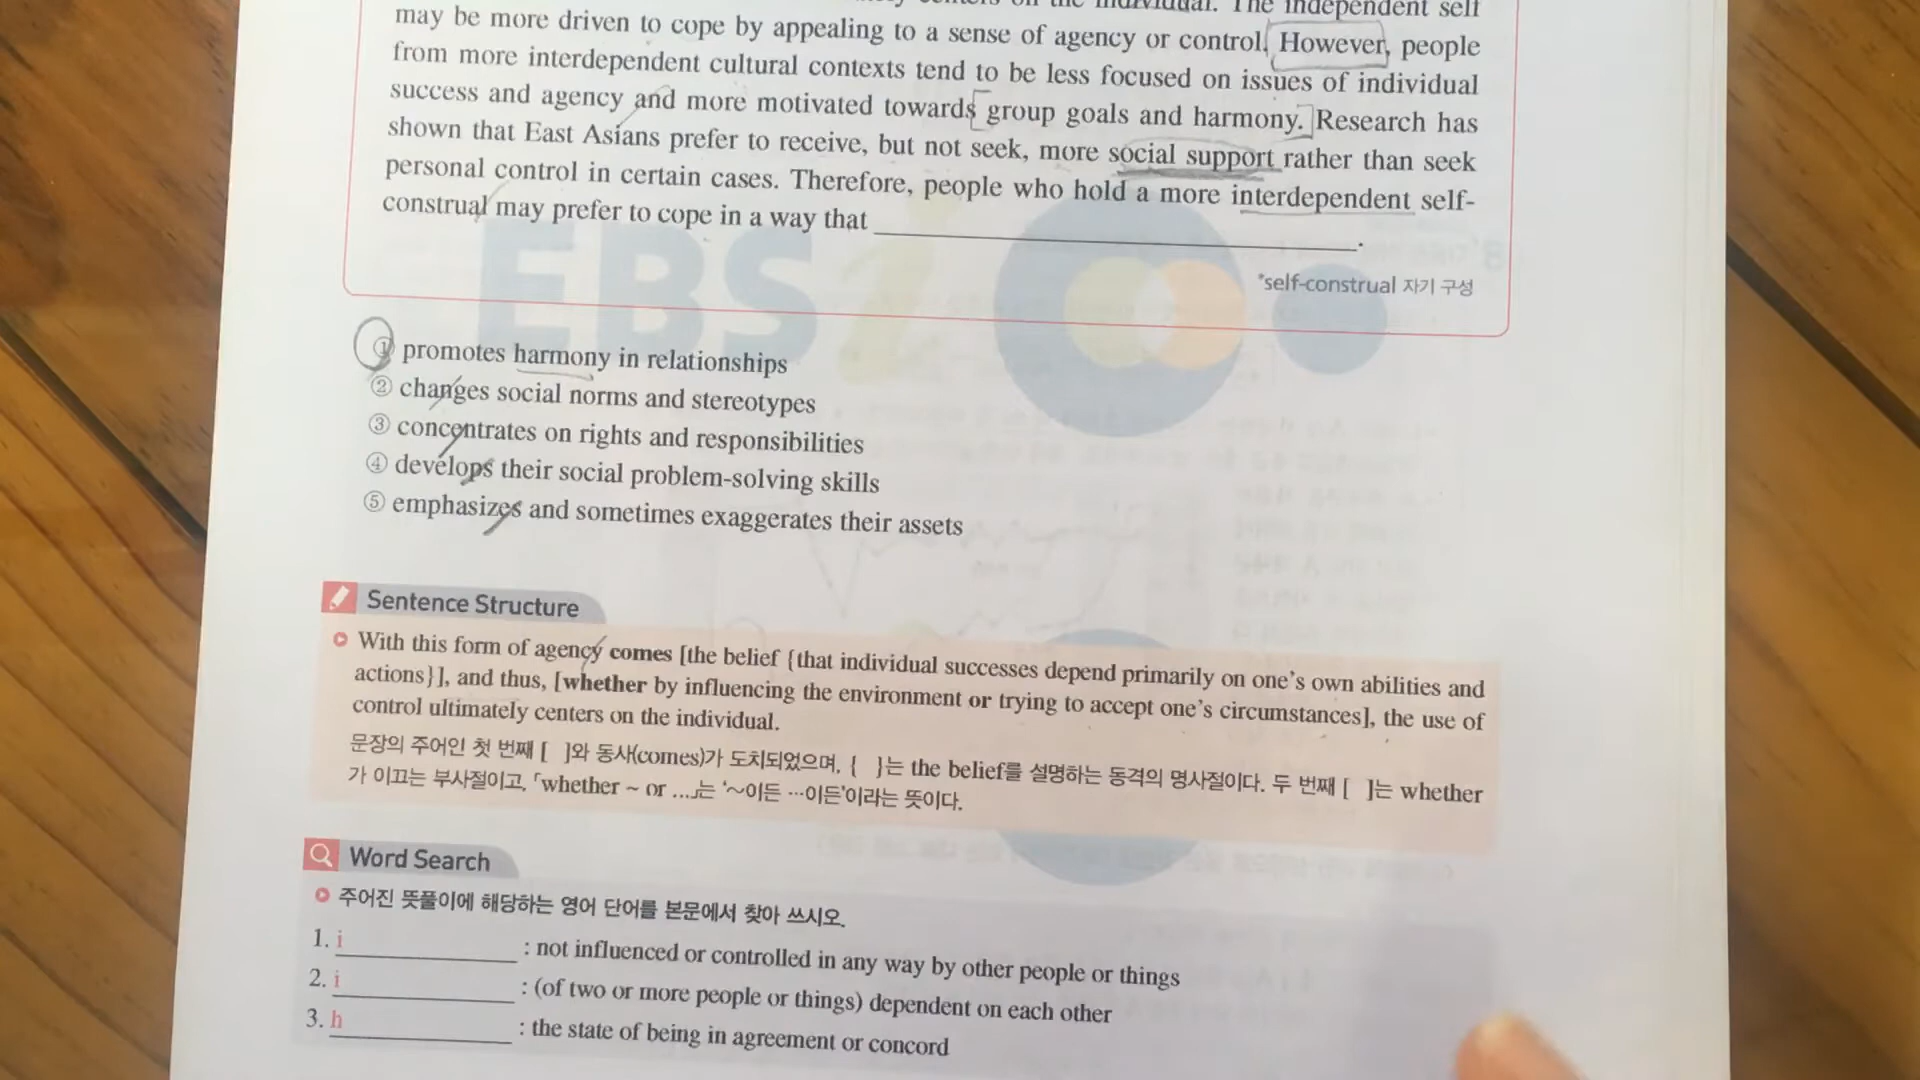 on the individual. The independent self
may be more driven to cope by appealing to a sense of agency or control. However, people
from more interdependent cultural contexts tend to be less focused on issues of individual
success and agency and more motivated towards group goals and harmony. Research has
shown that East Asians prefer to receive, but not seek, more social support rather than seek
personal control in certain cases. Therefore, people who hold a more interdependent self-
construal may prefer to cope in a way that ____________________.
*self-construal 자기 구성
EBSi
① promotes harmony in relationships
② changes social norms and stereotypes
③ concentrates on rights and responsibilities
④ develops their social problem-solving skills
⑤ emphasizes and sometimes exaggerates their assets
Sentence Structure
With this form of agency comes [the belief {that individual successes depend primarily on one's own abilities and
actions}], and thus, [whether by influencing the environment or trying to accept one's circumstances], the use of
control ultimately centers on the individual.
문장의 주어인 첫 번째 [ ]와 동사(comes)가 도치되었으며, { }는 the belief를 설명하는 동격의 명사절이다. 두 번째 [ ]는 whether
가 이끄는 부사절이고, 「whether ~ or ...」는 '~이든 …이든'이라는 뜻이다.
Word Search
주어진 뜻풀이에 해당하는 영어 단어를 본문에서 찾아 쓰시오.
1. i____________ : not influenced or controlled in any way by other people or things
2. i____________ : (of two or more people or things) dependent on each other
3. h____________ : the state of being in agreement or concord